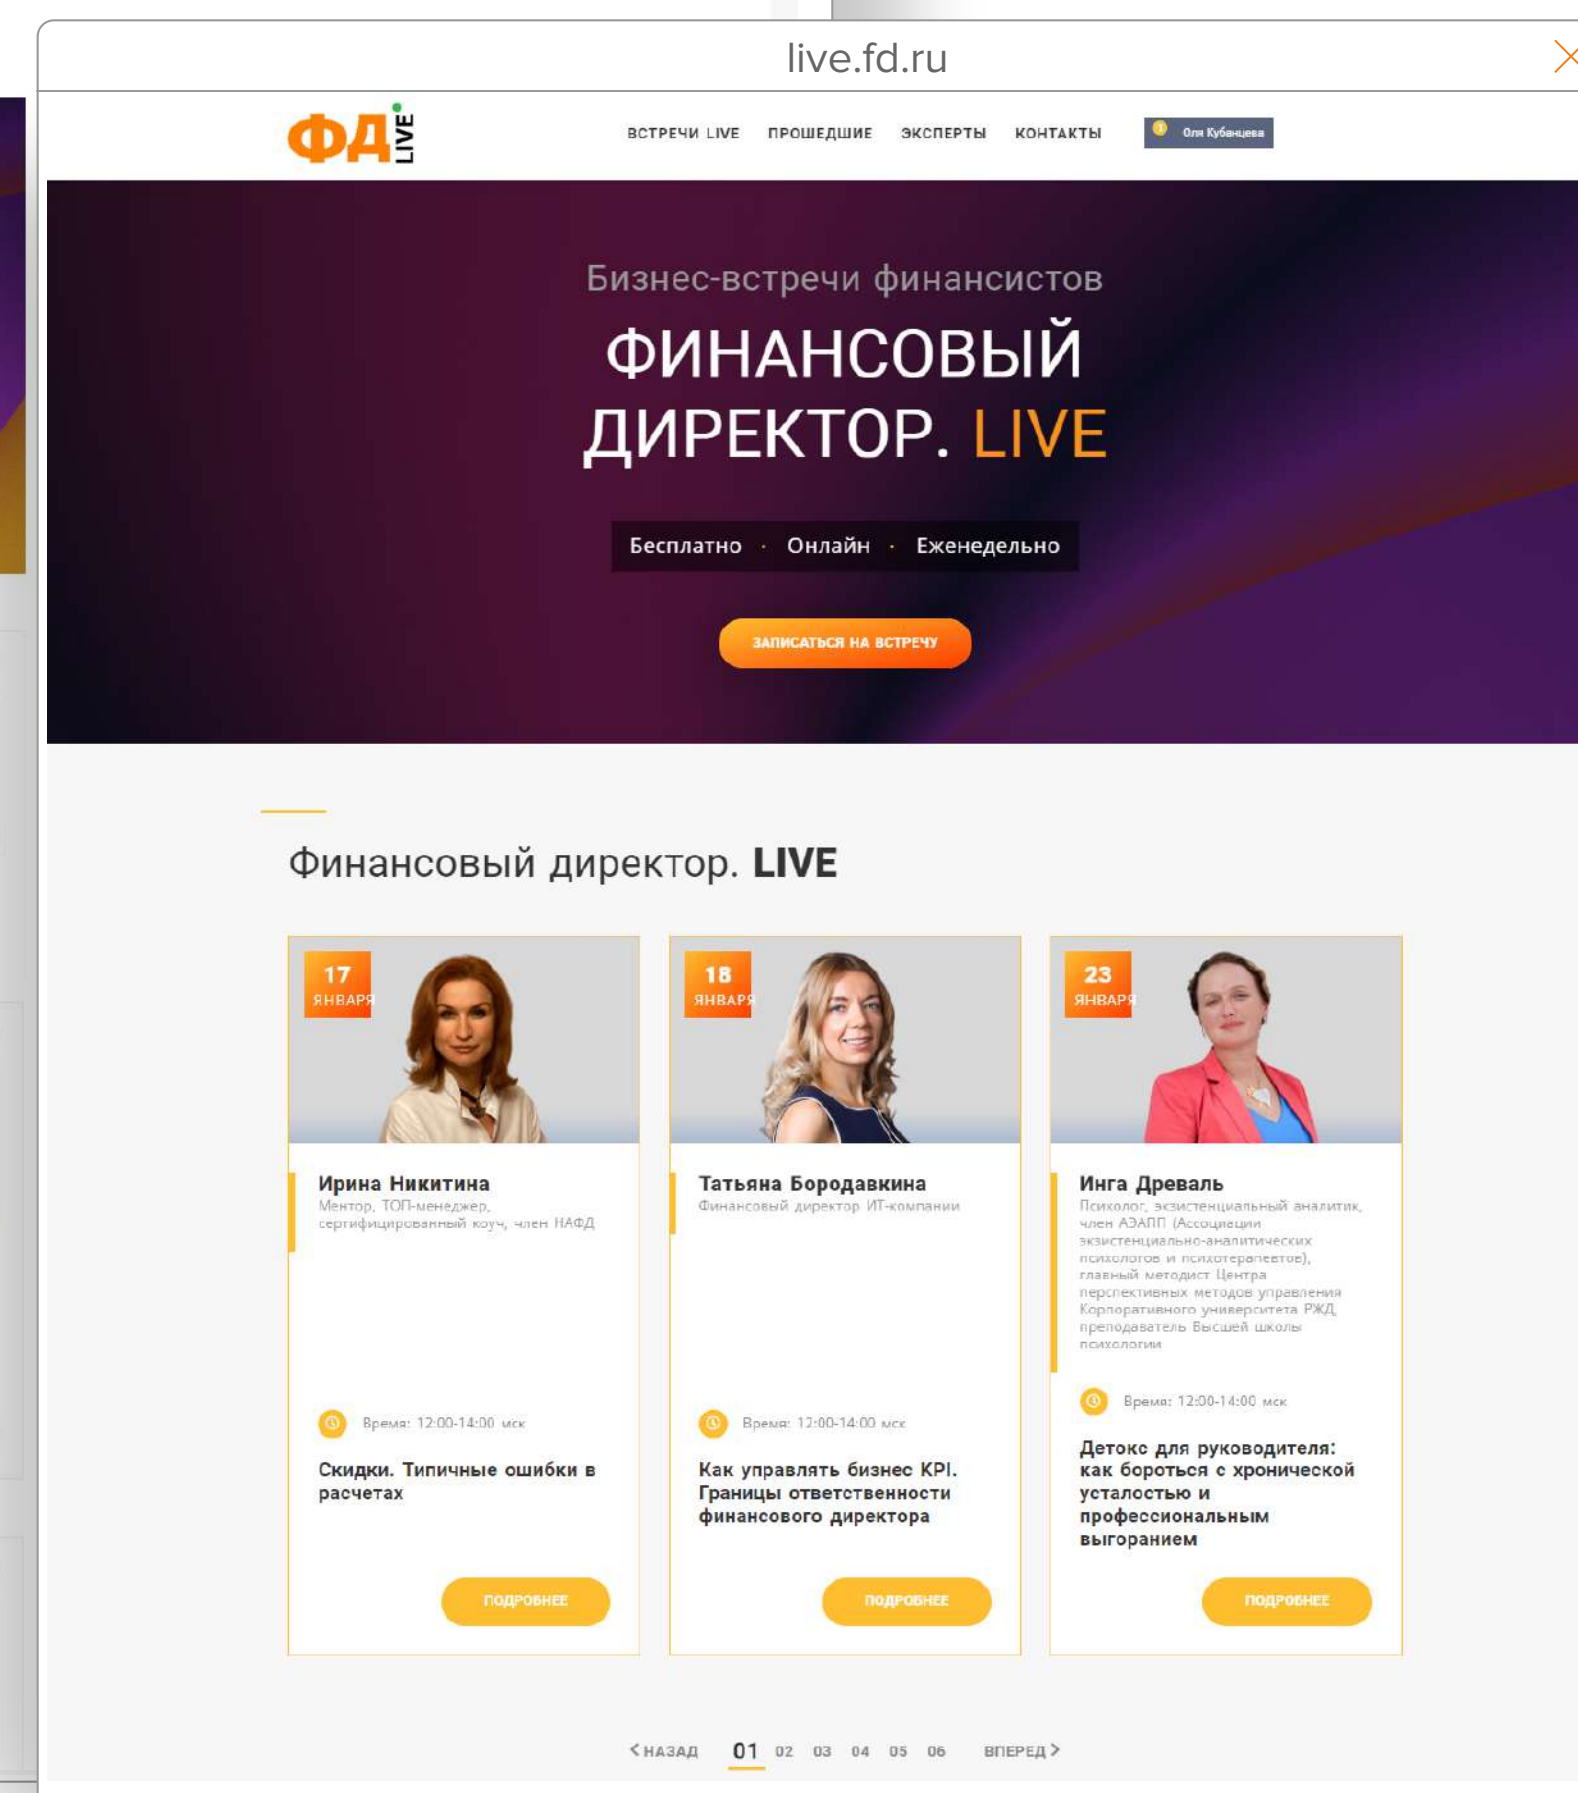 live.fd.ru
ФД LIVE
ВСТРЕЧИ LIVE ПРОШЕДШИЕ ЭКСПЕРТЫ КОНТАКТЫ
1 Оля Кубанцева
Бизнес-встречи финансистов
ФИНАНСОВЫЙ
ДИРЕКТОР. LIVE
Бесплатно · Онлайн · Еженедельно
ЗАПИСАТЬСЯ НА ВСТРЕЧУ
Финансовый директор. LIVE
17
ЯНВАРЯ
Ирина Никитина
Ментор, ТОП-менеджер,
сертифицированный коуч, член НАФД
Время: 12:00-14:00 мск
Скидки. Типичные ошибки в
расчетах
ПОДРОБНЕЕ
18
ЯНВАРЯ
Татьяна Бородавкина
Финансовый директор ИТ-компании
Время: 12:00-14:00 мск
Как управлять бизнес KPI.
Границы ответственности
финансового директора
ПОДРОБНЕЕ
23
ЯНВАРЯ
Инга Древаль
Психолог, экзистенциальный аналитик,
член АЭАПП (Ассоциации
экзистенциально-аналитических
психологов и психотерапевтов),
главный методист Центра
перспективных методов управления
Корпоративного университета РЖД,
преподаватель Высшей школы
психологии
Время: 12:00-14:00 мск
Детокс для руководителя:
как бороться с хронической
усталостью и
профессиональным
выгоранием
ПОДРОБНЕЕ
НАЗАД 01 02 03 04 05 06 ВПЕРЕД